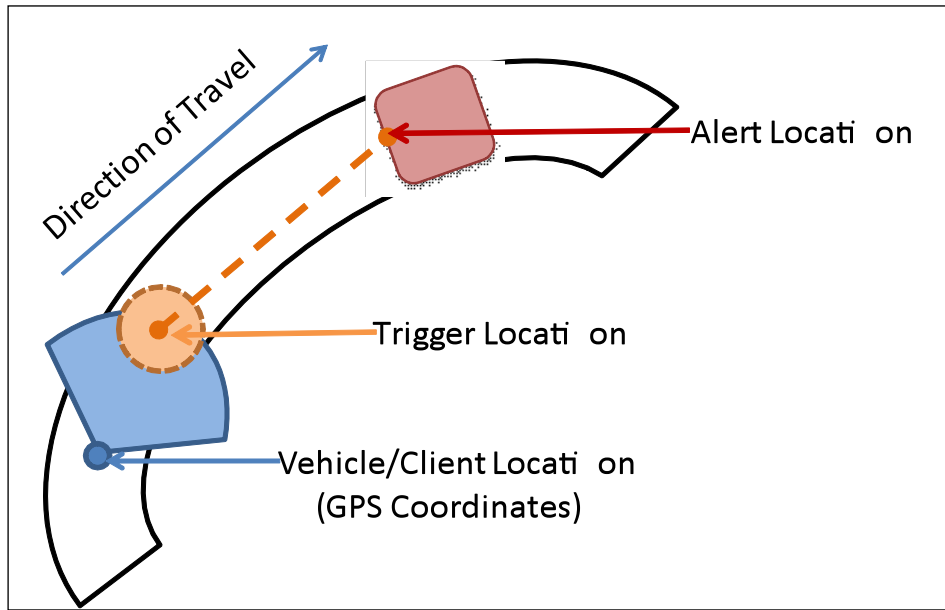 Direction of Travel
Alert Locati on
Trigger Locati on
Vehicle/Client Locati on
(GPS Coordinates)